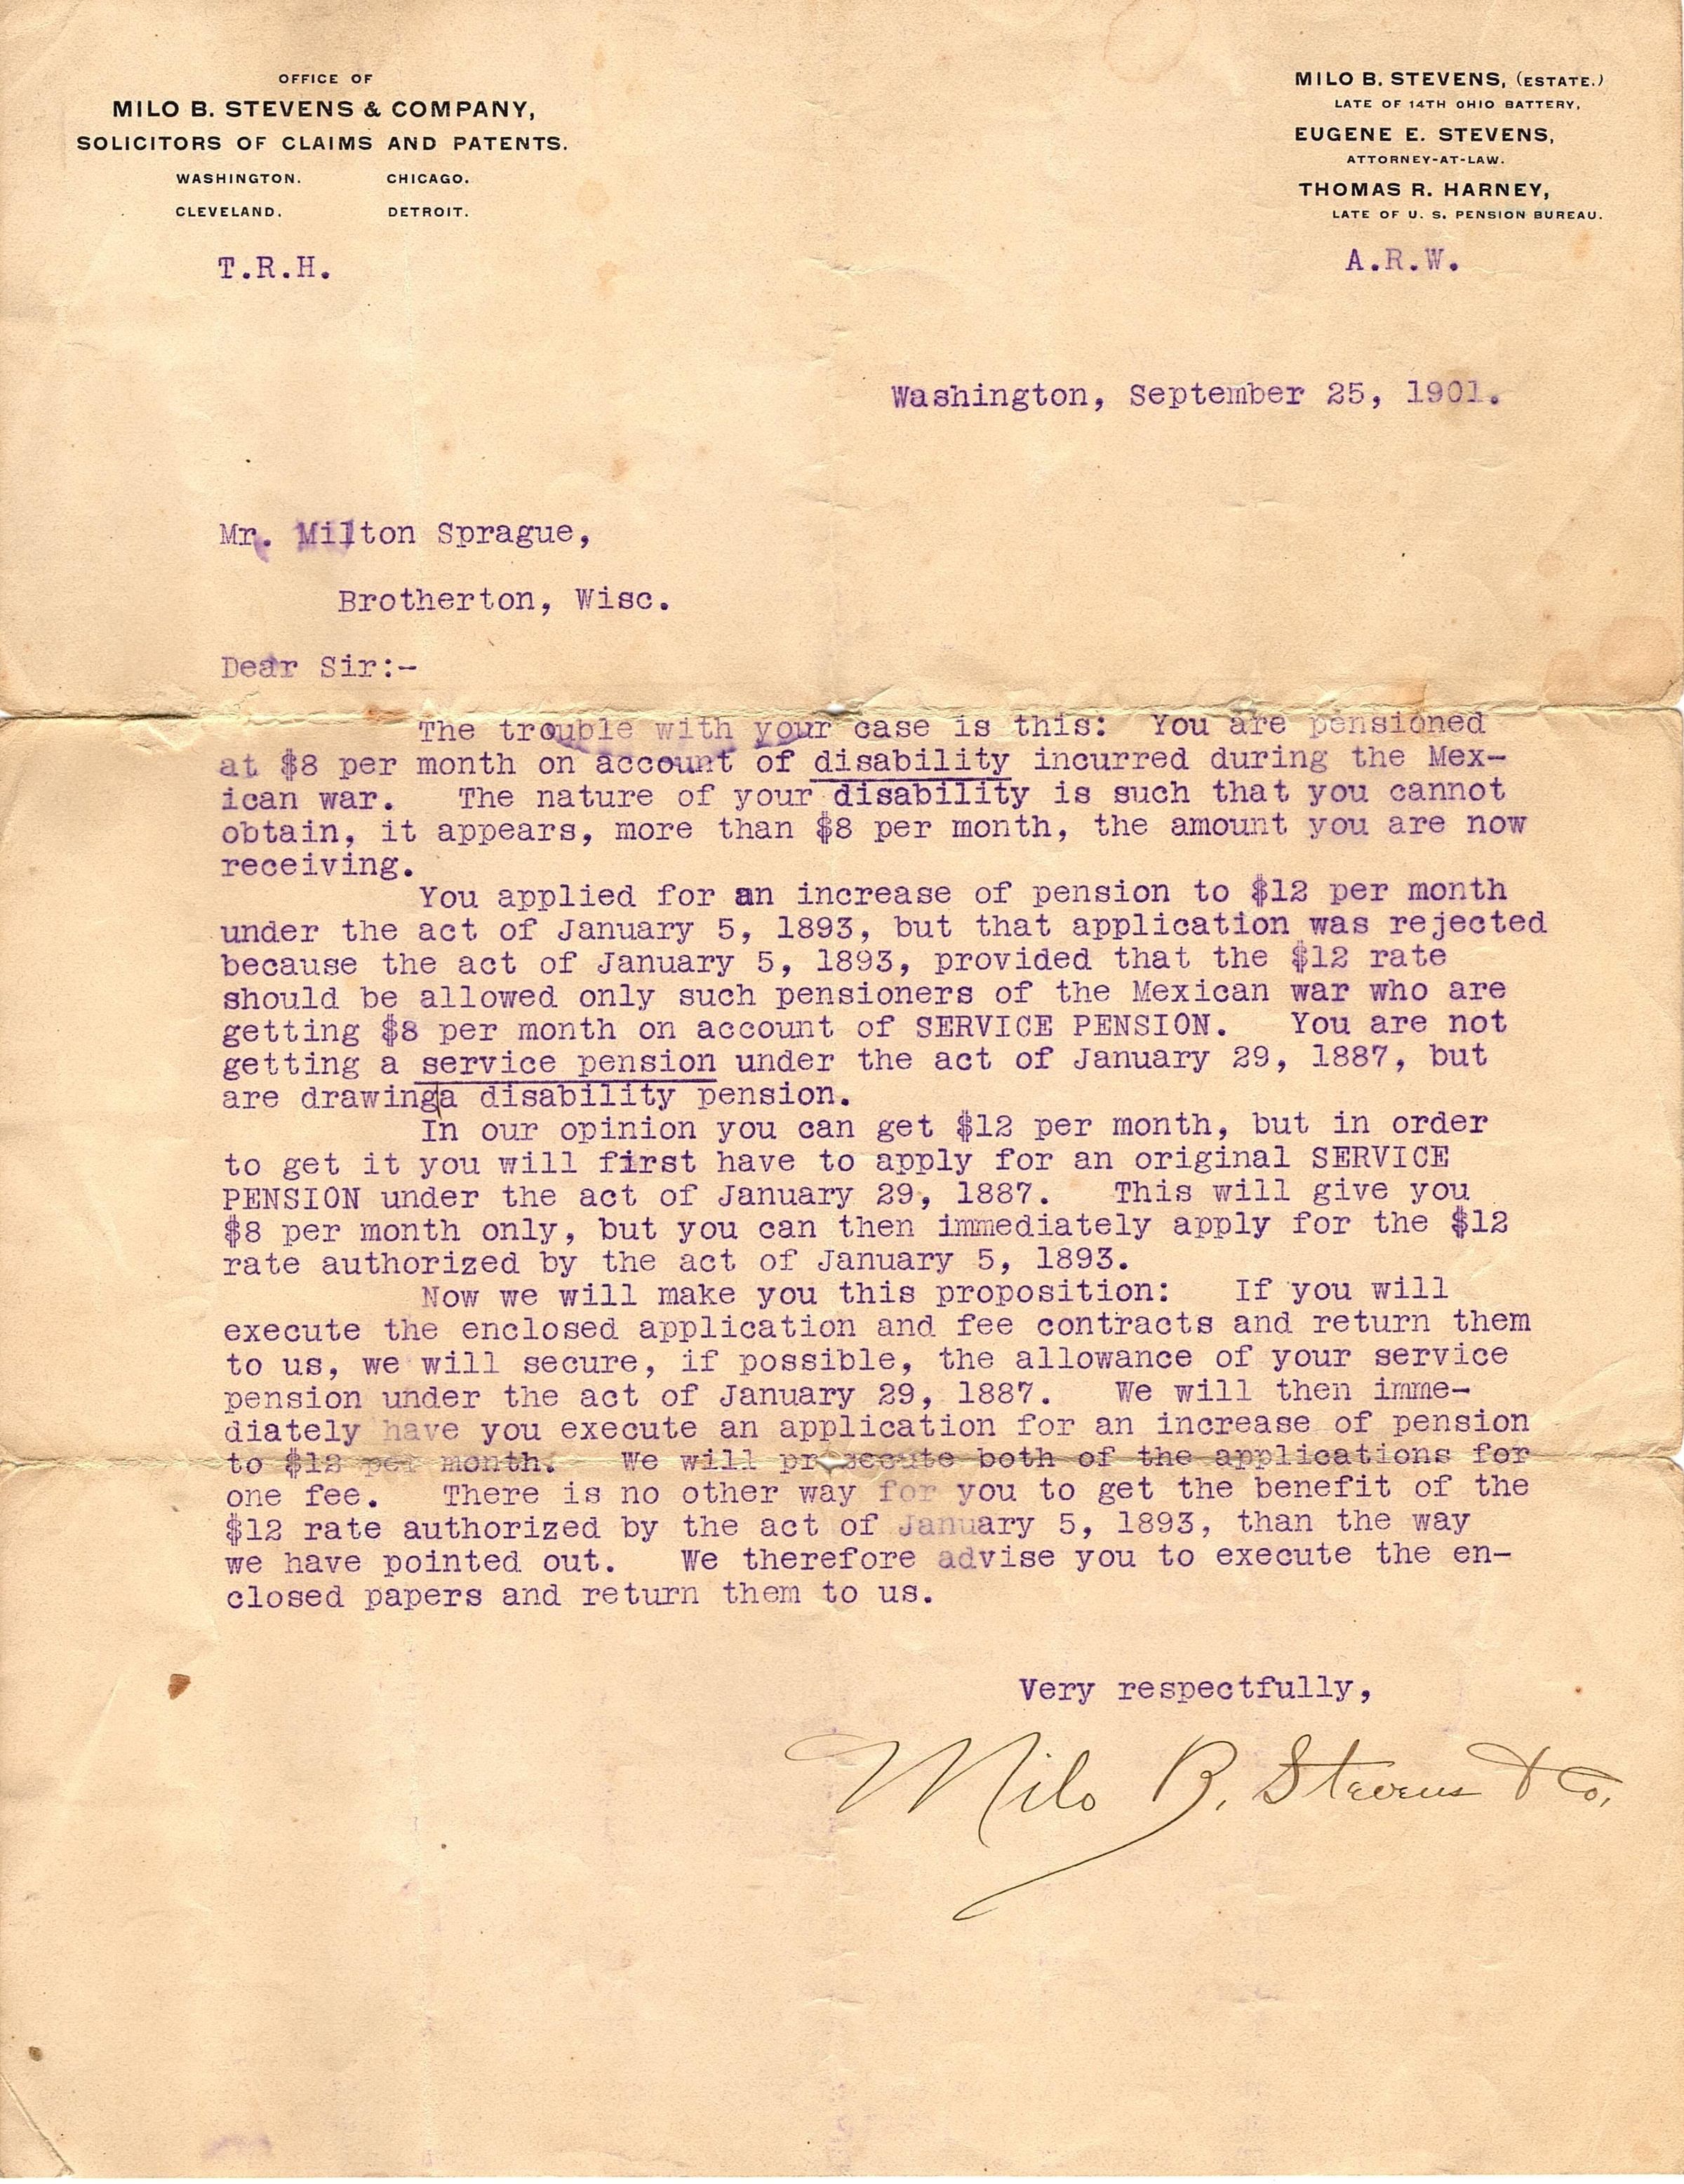 OFFICE OF
MILO B. STEVENS & COMPANY,
SOLICITORS OF CLAIMS AND PATENTS.
WASHINGTON. CHICAGO.
CLEVELAND. DETROIT.
T.R.H.
MILO B. STEVENS, (ESTATE.)
LATE OF 14TH OHIO BATTERY,
EUGENE E. STEVENS,
ATTORNEY-AT-LAW.
THOMAS R. HARNEY,
LATE OF U. S. PENSION BUREAU.
A.R.W.
Washington, September 25, 1901.
Mr. Milton Sprague,
Brotherton, Wisc.
Dear Sir:-
The trouble with your case is this: You are pensioned
at $8 per month on account of disability incurred during the Mex-
ican war. The nature of your disability is such that you cannot
obtain, it appears, more than $8 per month, the amount you are now
receiving.
You applied for an increase of pension to $12 per month
under the act of January 5, 1893, but that application was rejected
because the act of January 5, 1893, provided that the $12 rate
should be allowed only such pensioners of the Mexican war who are
getting $8 per month on account of SERVICE PENSION. You are not
getting a service pension under the act of January 29, 1887, but
are drawing|a disability pension.
In our opinion you can get $12 per month, but in order
to get it you will first have to apply for an original SERVICE
PENSION under the act of January 29, 1887. This will give you
$8 per month only, but you can then immediately apply for the $12
rate authorized by the act of January 5, 1893.
Now we will make you this proposition: If you will
execute the enclosed application and fee contracts and return them
to us, we will secure, if possible, the allowance of your service
pension under the act of January 29, 1887. We will then imme-
diately have you execute an application for an increase of pension
to $12 per month. We will prosecute both of the applications for
one fee. There is no other way for you to get the benefit of the
$12 rate authorized by the act of January 5, 1893, than the way
we have pointed out. We therefore advise you to execute the en-
closed papers and return them to us.
Very respectfully,
Milo B. Stevens & Co.